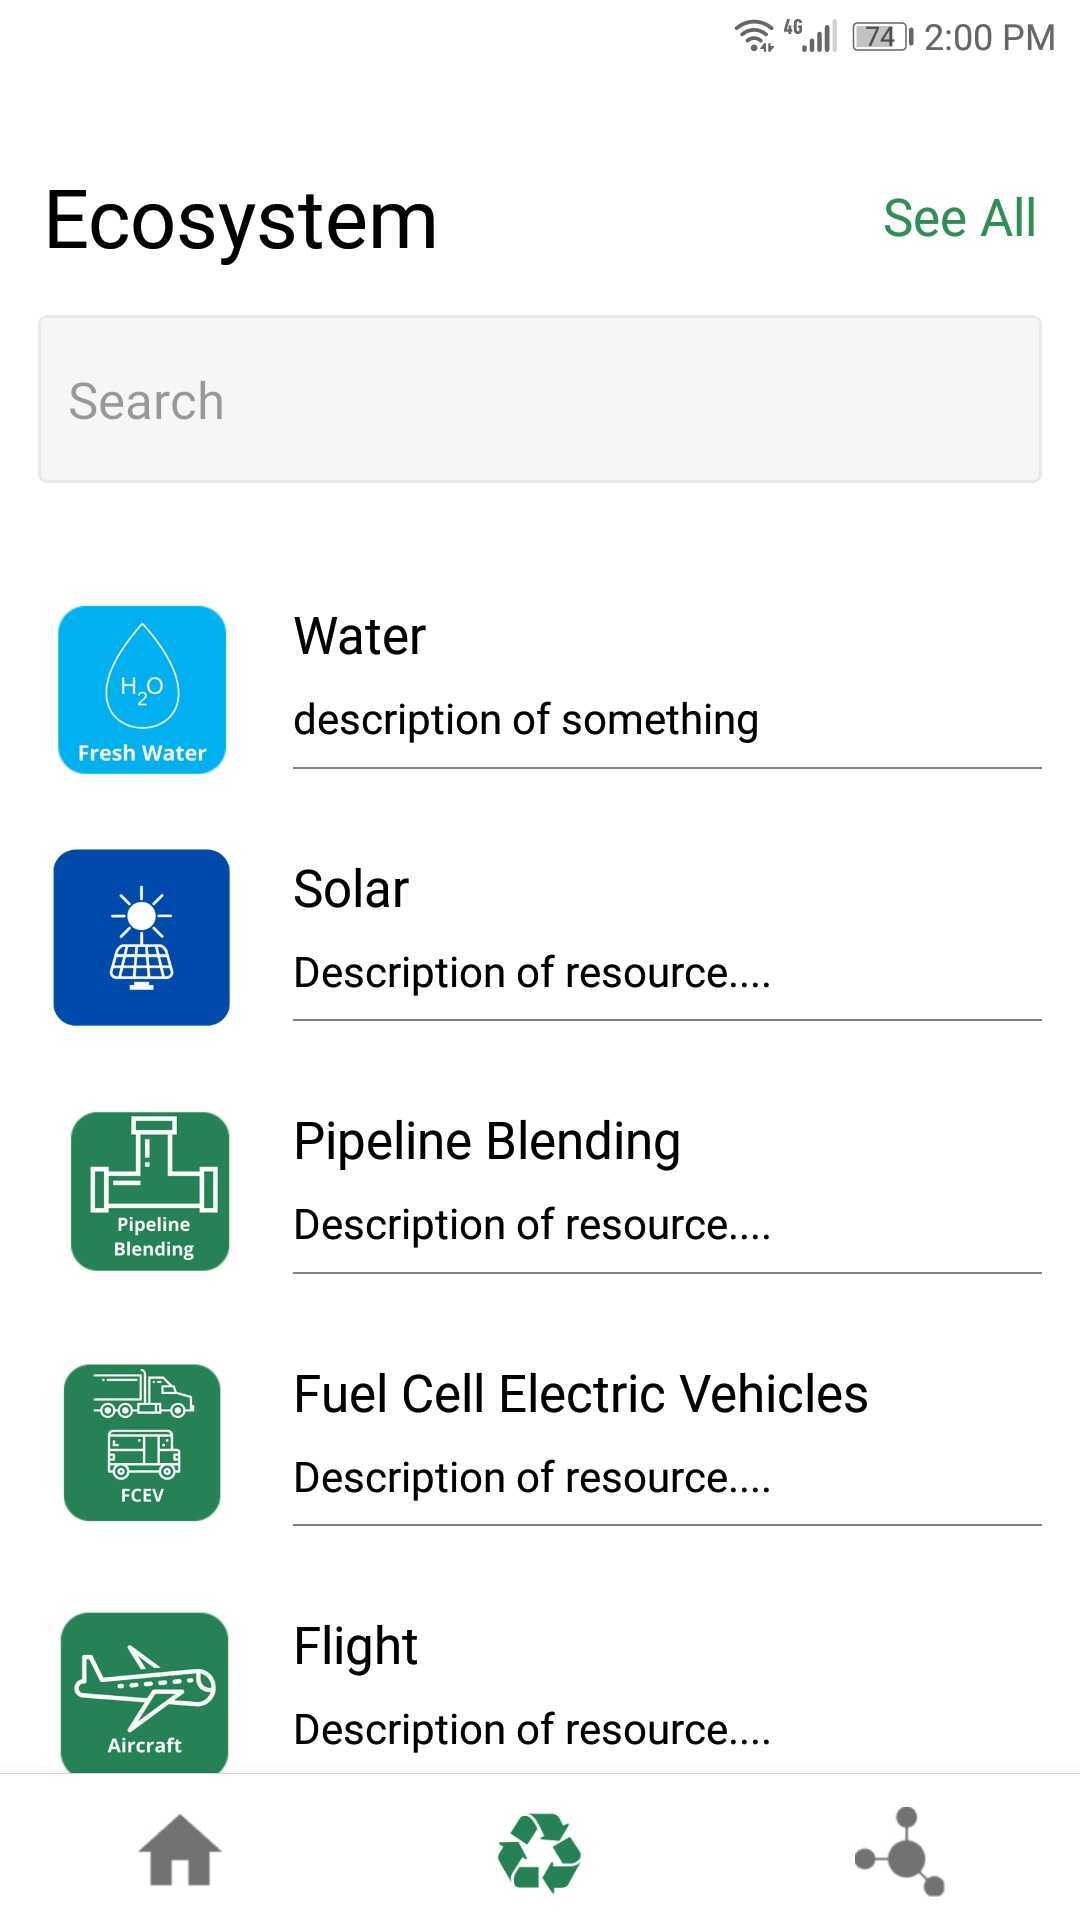 4G 74 2:00 PM
Ecosystem See All
Search
H2O
Fresh Water
Water
description of something
Solar
Description of resource....
Pipeline
Blending
Pipeline Blending
Description of resource....
FCEV
Fuel Cell Electric Vehicles
Description of resource....
Aircraft
Flight
Description of resource....